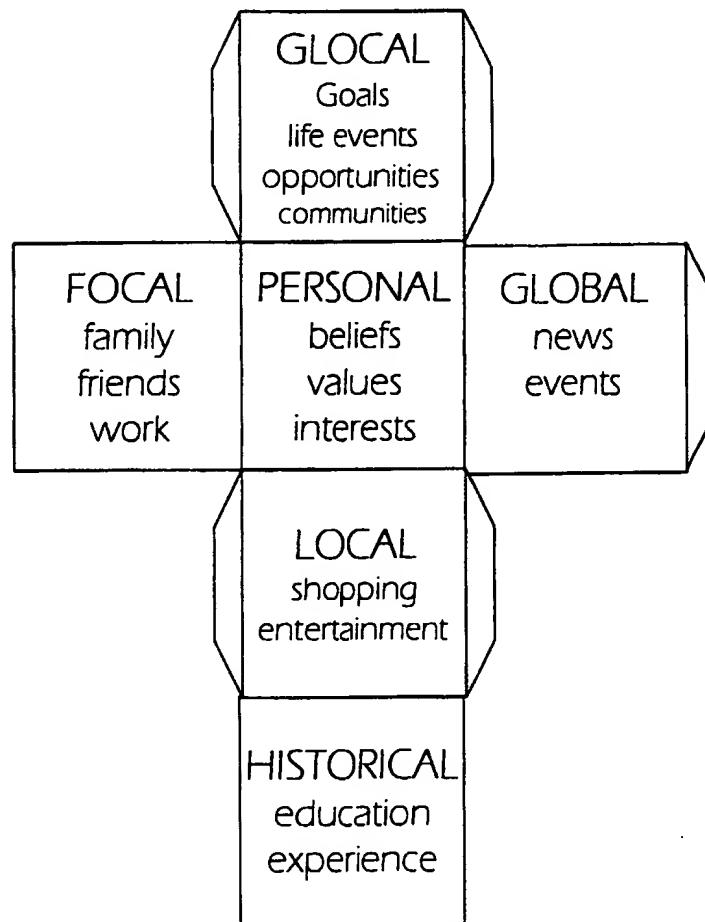 GLOCAL
Goals
life events
opportunities
communities
FOCAL
family
friends
work
PERSONAL
beliefs
values
interests
GLOBAL
news
events
LOCAL
shopping
entertainment
HISTORICAL
education
experience